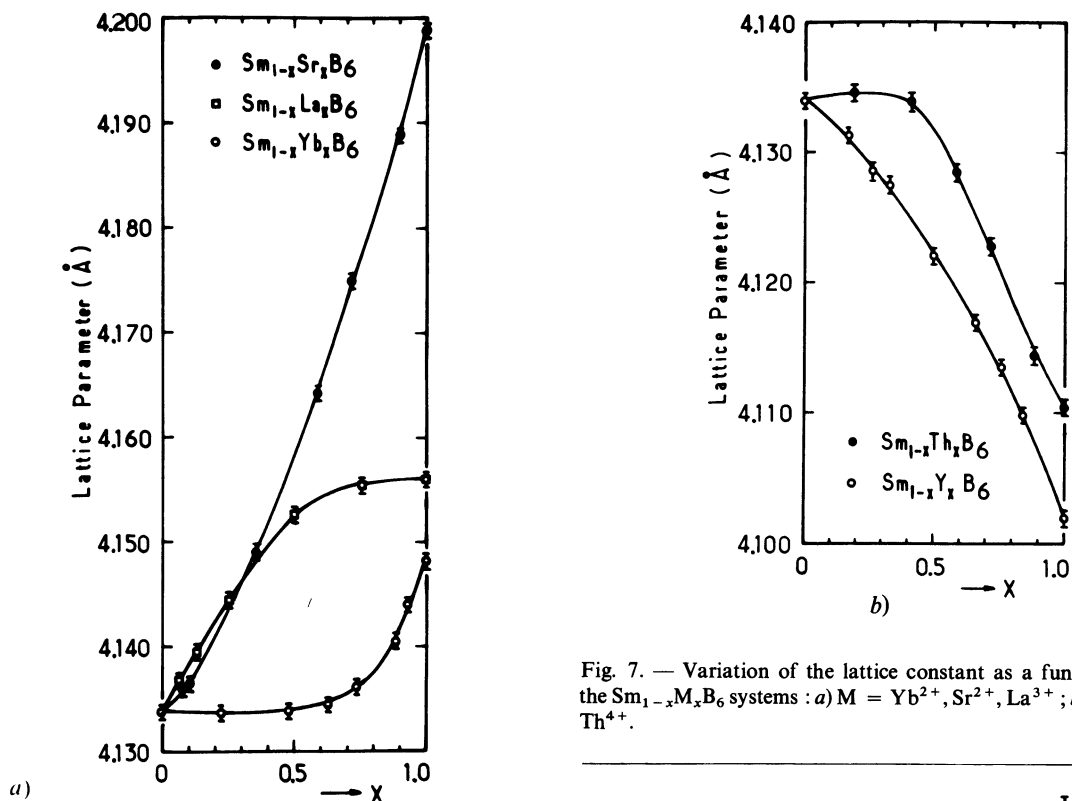 4.200
4.190
4.180
4.170
4.160
4.150
4.140
4.130
Lattice Parameter (Å)
Sm1-xSrxB6
Sm1-xLaxB6
Sm1-xYbxB6
0
0.5
1.0
→ X
a)
4.140
4.130
4.120
4.110
4.100
Lattice Parameter (Å)
Sm1-xThxB6
Sm1-xYx B6
0
0.5
1.0
→ X
b)
Fig. 7. — Variation of the lattice constant as a fun
the Sm1-xMxB6 systems : a) M = Yb2+, Sr2+, La3+ ;
Th4+.